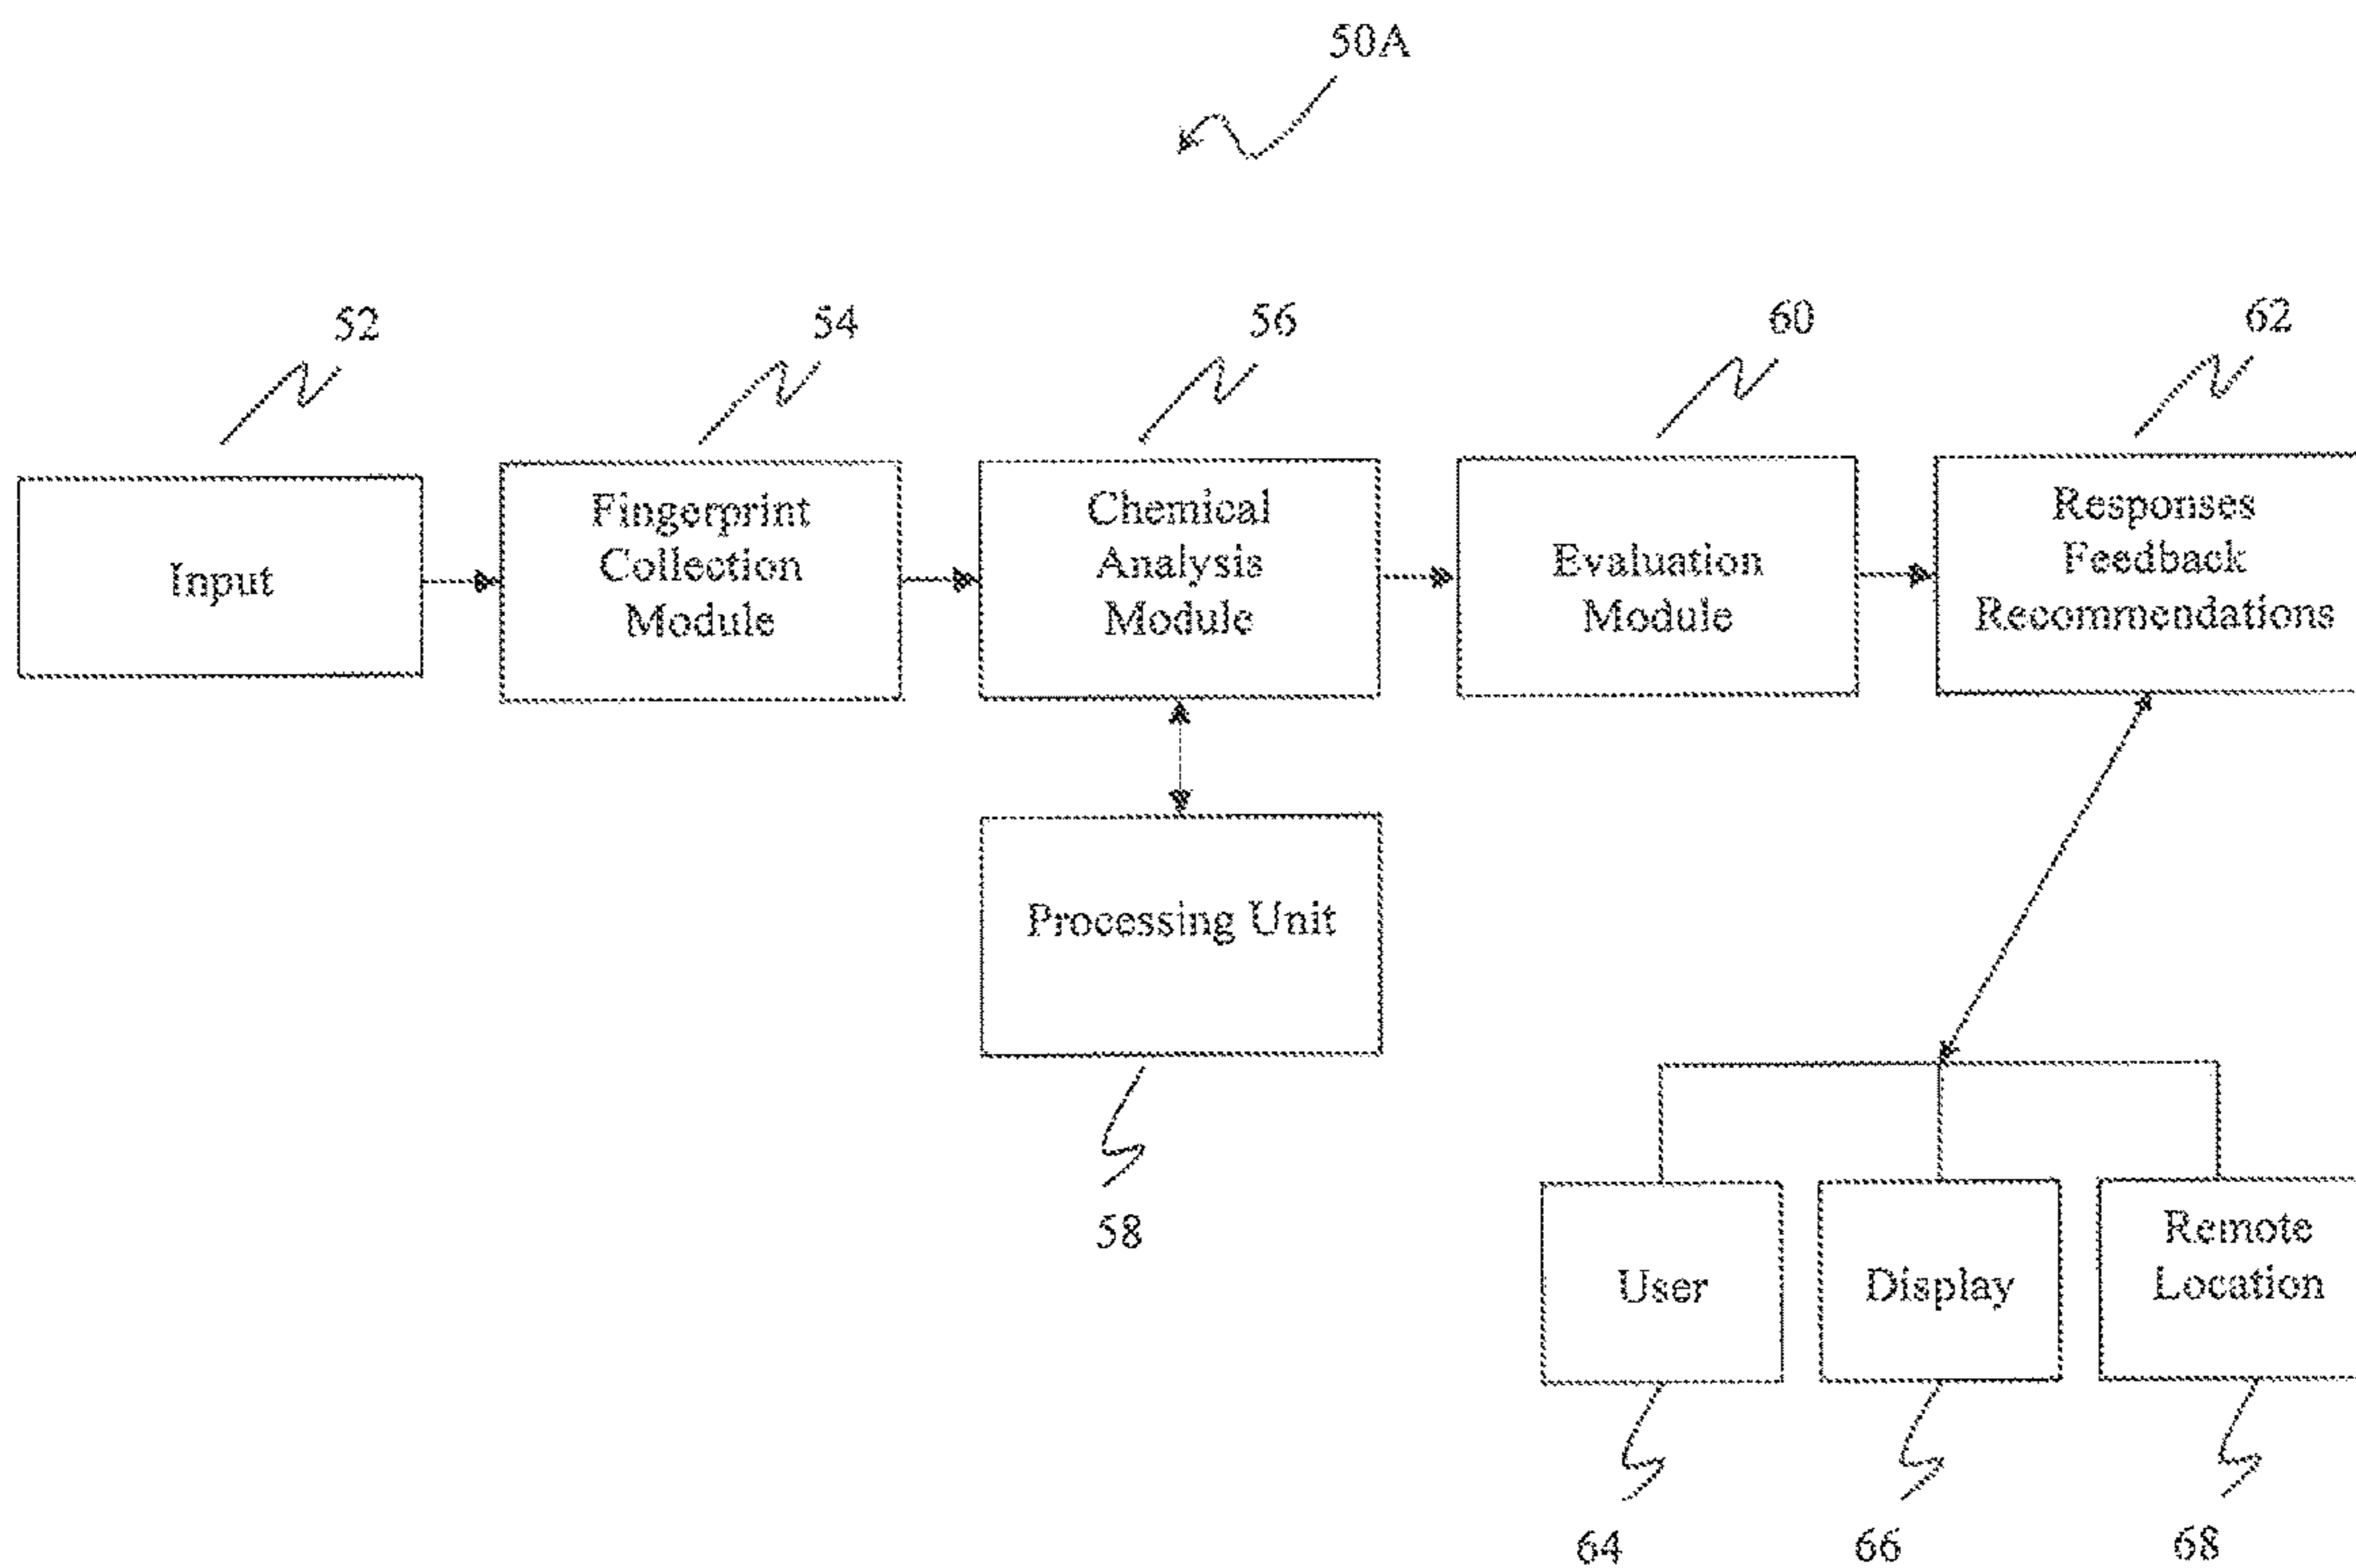 50A
52
54
56
60
62
Input
Fingerprint
Collection
Module
Chemical
Analysis
Module
Evaluation
Module
Responses
Feedback
Recommendations
Processing Unit
58
User
Display
Remote
Location
64
66
68